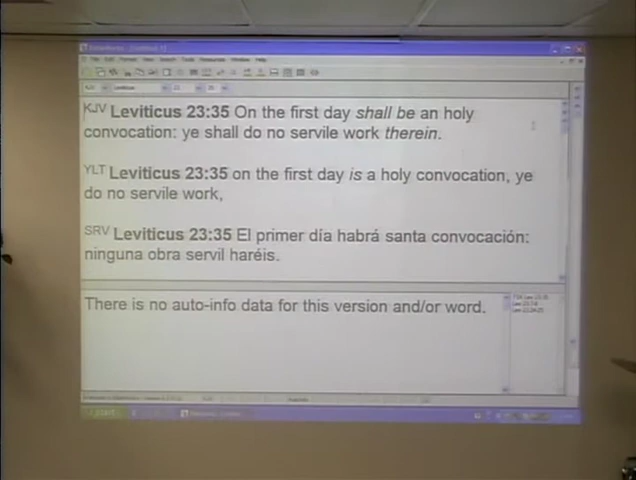 KJV Leviticus 23:35 On the first day shall be an holy
convocation: ye shall do no servile work therein.
YLT Leviticus 23:35 on the first day is a holy convocation, ye
do no servile work,
SRV Leviticus 23:35 El primer día habrá santa convocación:
ninguna obra servil haréis.
There is no auto-info data for this version and/or word.